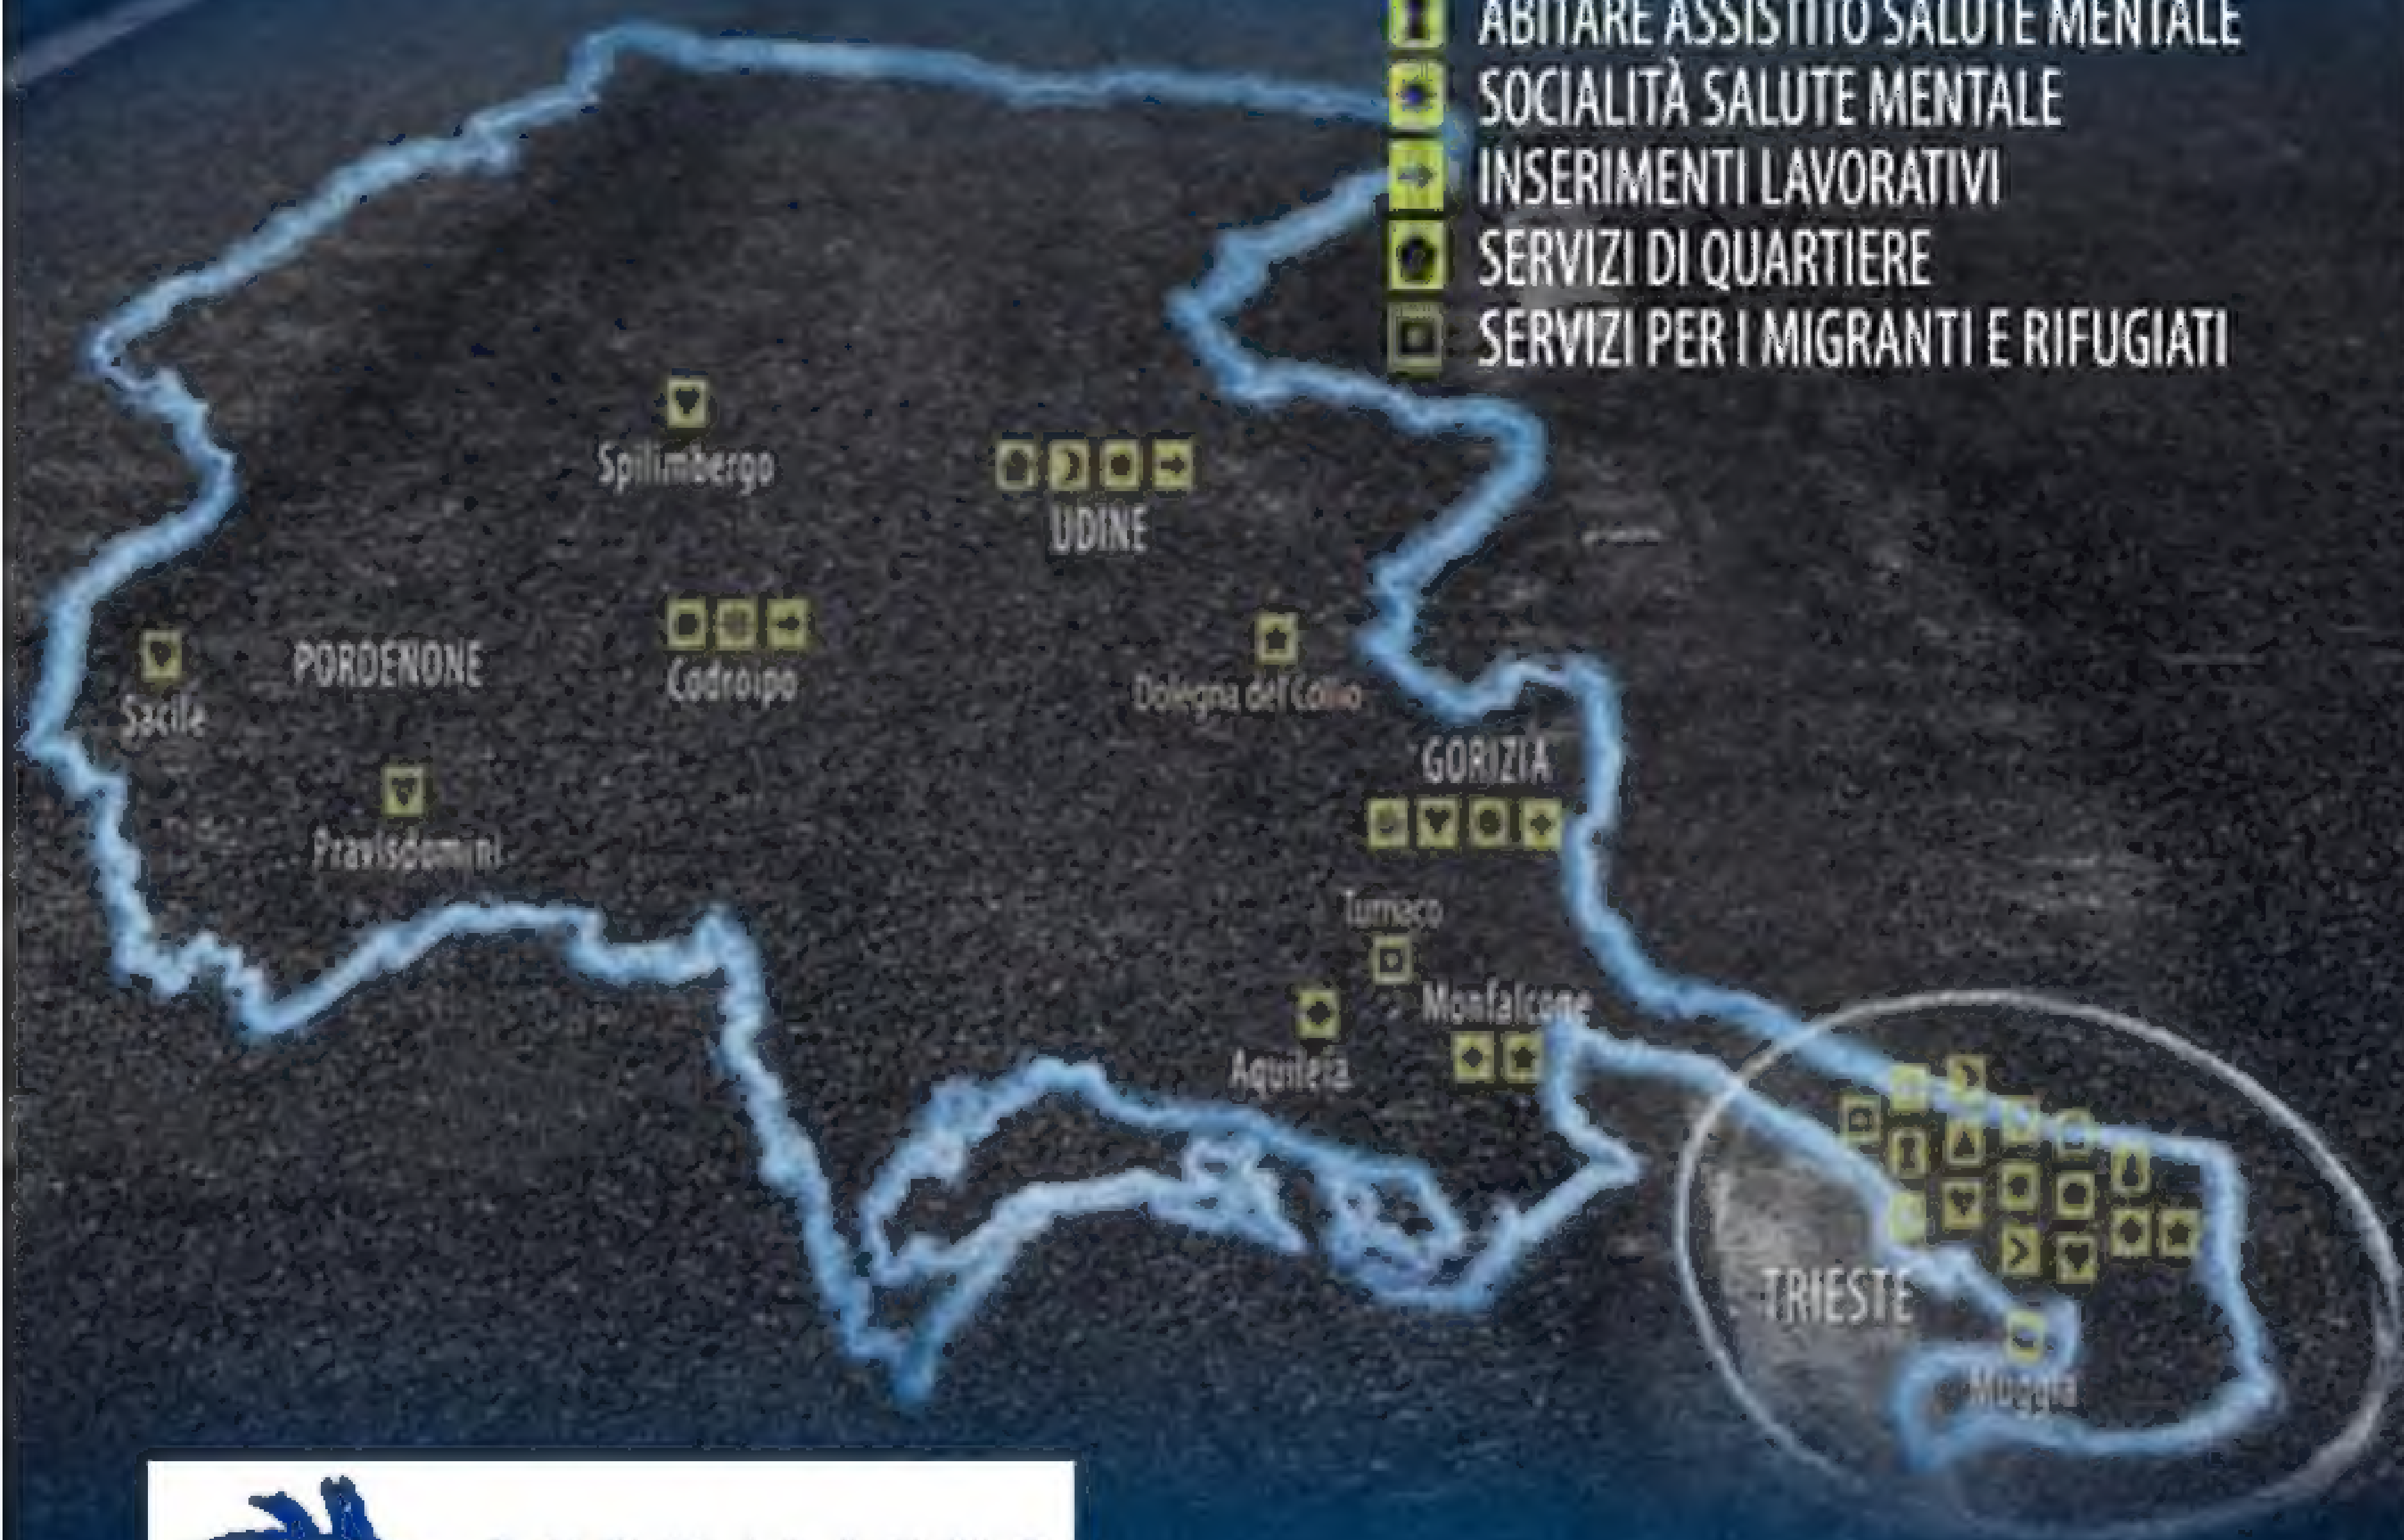 ABITARE ASSISTITO SALUTE MENTALE
SOCIALITÀ SALUTE MENTALE
INSERIMENTI LAVORATIVI
SERVIZI DI QUARTIERE
SERVIZI PER I MIGRANTI E RIFUGIATI
Spilimbergo
UDINE
PORDENONE
Codroipo
Sacile
Dolegna del Collio
GORIZIA
Pravisdomini
Turriaco
Monfalcone
Aquileia
TRIESTE
Muggia